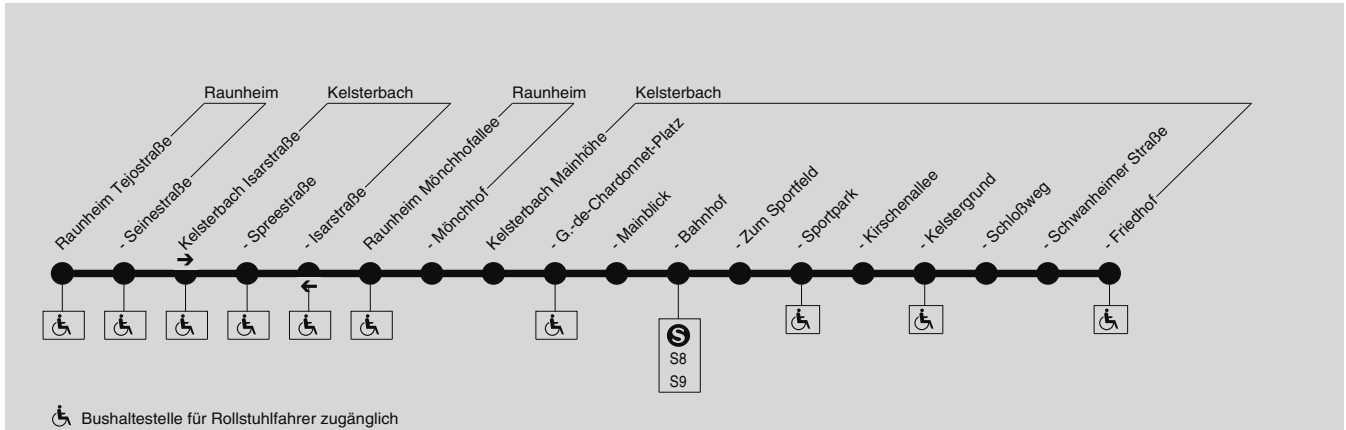 Raunheim
Kelsterbach
Raunheim
Kelsterbach
Raunheim Tejostraße
- Seinestraße
Kelsterbach Isarstraße
- Spreestraße
- Isarstraße
Raunheim Mönchhofallee
- Mönchhof
Kelsterbach Mainhöhe
- G.-de-Chardonnet-Platz
- Mainblick
- Bahnhof
- Zum Sportfeld
- Sportpark
- Kirschenallee
- Kelstergrund
- Schloßweg
- Schwanheimer Straße
- Friedhof
S
S8
S9
Bushaltestelle für Rollstuhlfahrer zugänglich